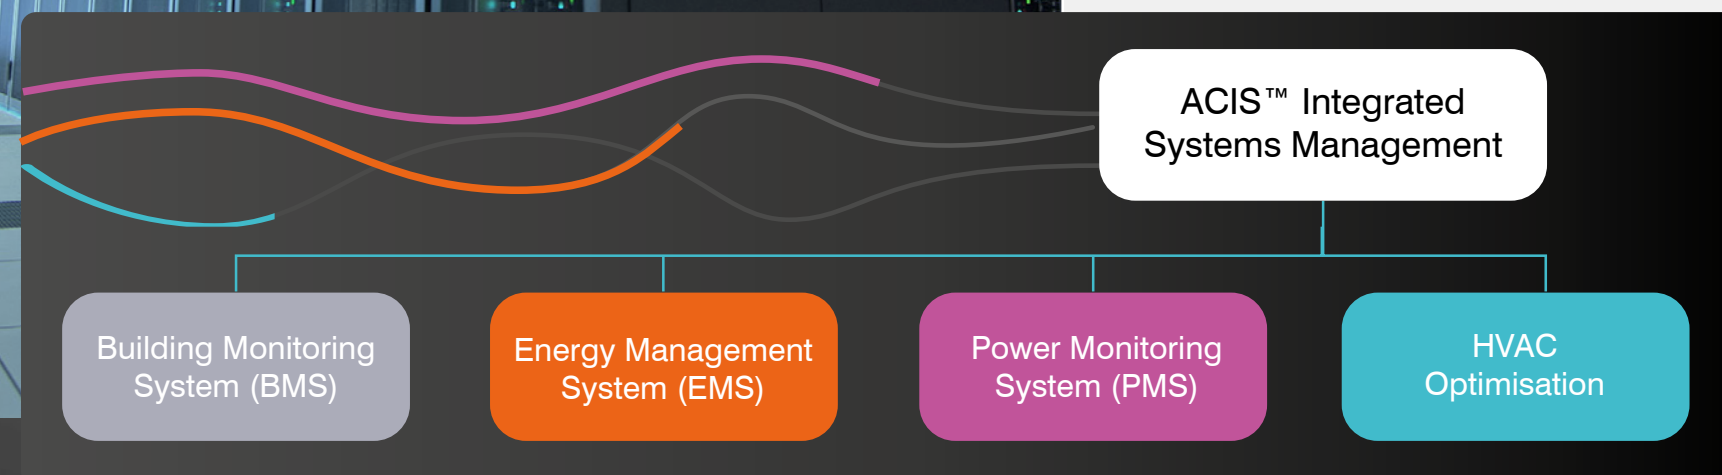 ACIS™ Integrated
Systems Management
Building Monitoring
System (BMS)
Energy Management
System (EMS)
Power Monitoring
System (PMS)
HVAC
Optimisation